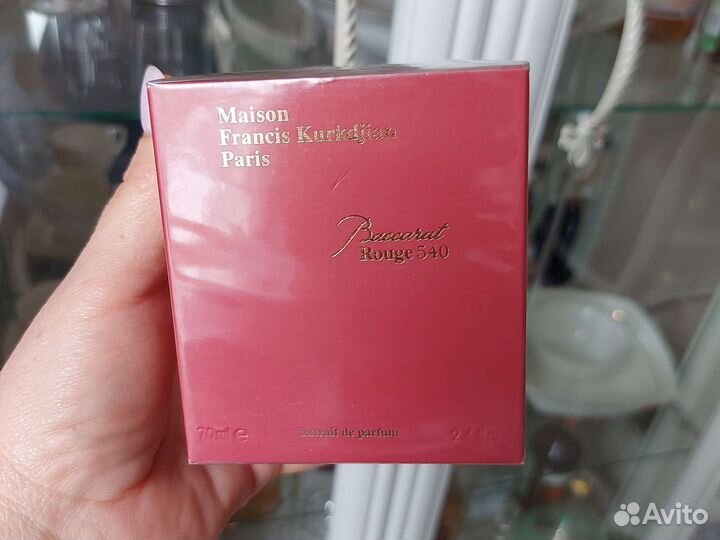 Maison
Francis Kurkdjian
Paris
Baccarat
Rouge 540
70ml e
extrait de parfum
Avito